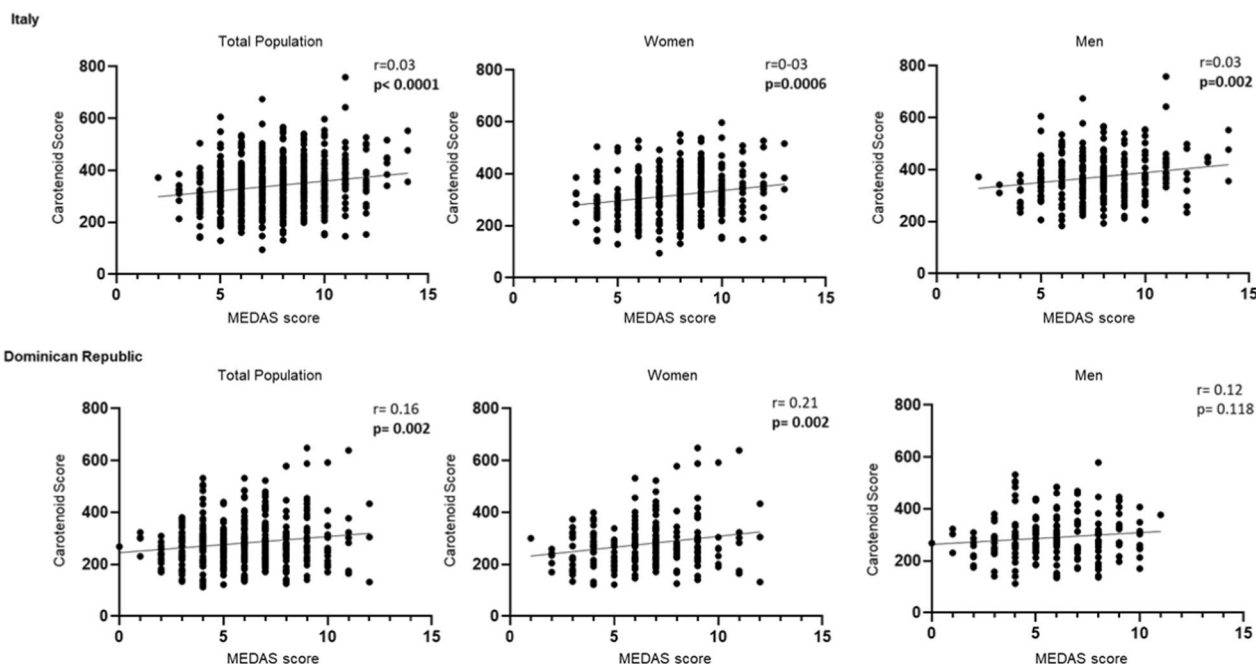 Italy
Total Population
r=0.03
p< 0.0001
Carotenoid Score
800
600
400
200
0
0 5 10 15
MEDAS score
Women
r=0-03
p=0.0006
Carotenoid Score
800
600
400
200
0
0 5 10 15
MEDAS score
Men
r=0.03
p=0.002
Carotenoid Score
800
600
400
200
0
0 5 10 15
MEDAS score
Dominican Republic
Total Population
r= 0.16
p= 0.002
Carotenoid Score
800
600
400
200
0
0 5 10 15
MEDAS score
Women
r= 0.21
p= 0.002
Carotenoid Score
800
600
400
200
0
0 5 10 15
MEDAS score
Men
r= 0.12
p= 0.118
Carotenoid Score
800
600
400
200
0
0 5 10 15
MEDAS score